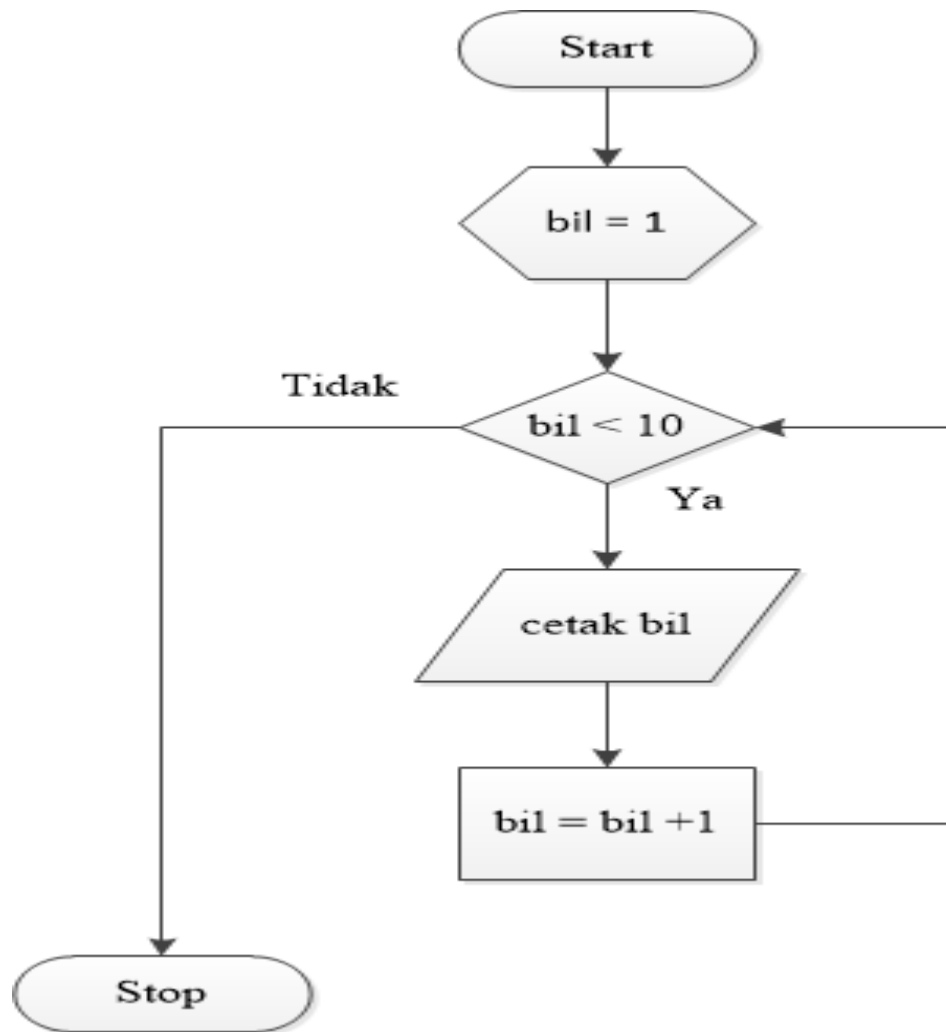 Start
bil = 1
bil < 10
Tidak
Ya
cetak bil
bil = bil +1
Stop